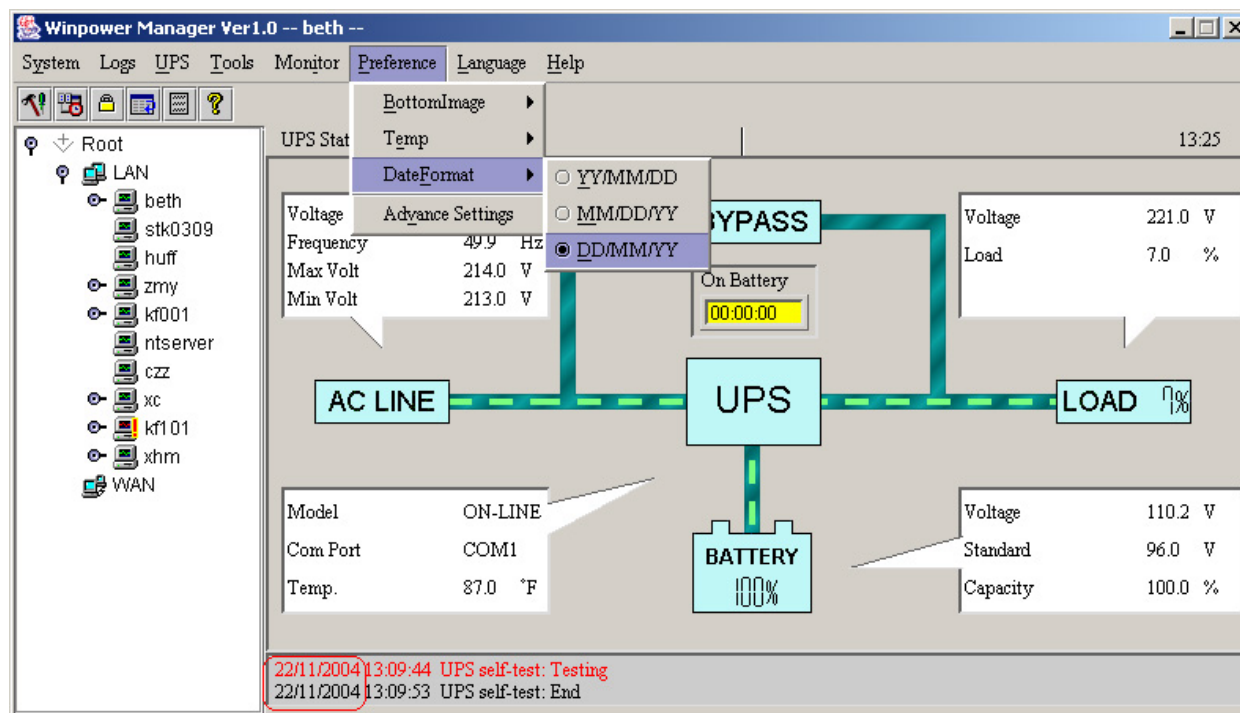 Winpower Manager Ver1.0 -- beth --
System Logs UPS Tools Monitor Preference Language Help
BottomImage
Temp
DateFormat
Advance Settings
YY/MM/DD
MM/DD/YY
DD/MM/YY
UPS Stat
13:25
Root
LAN
beth
stk0309
huff
zmy
kf001
ntserver
czz
xc
kf101
xhm
WAN
Voltage
Frequency 49.9 Hz
Max Volt 214.0 V
Min Volt 213.0 V
YPASS
On Battery
00:00:00
Voltage 221.0 V
Load 7.0 %
AC LINE
UPS
LOAD 7%
Model ON-LINE
Com Port COM1
Temp. 87.0 °F
BATTERY
100%
Voltage 110.2 V
Standard 96.0 V
Capacity 100.0 %
22/11/2004 13:09:44 UPS self-test: Testing
22/11/2004 13:09:53 UPS self-test: End